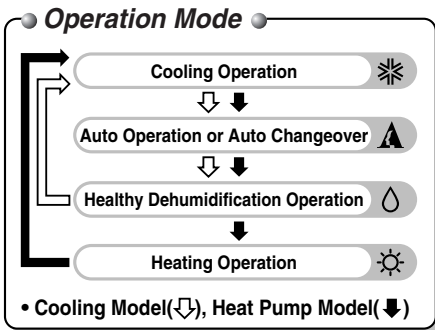 Operation Mode
Cooling Operation
Auto Operation or Auto Changeover
Healthy Dehumidification Operation
Heating Operation
• Cooling Model(⇩), Heat Pump Model(⬇)